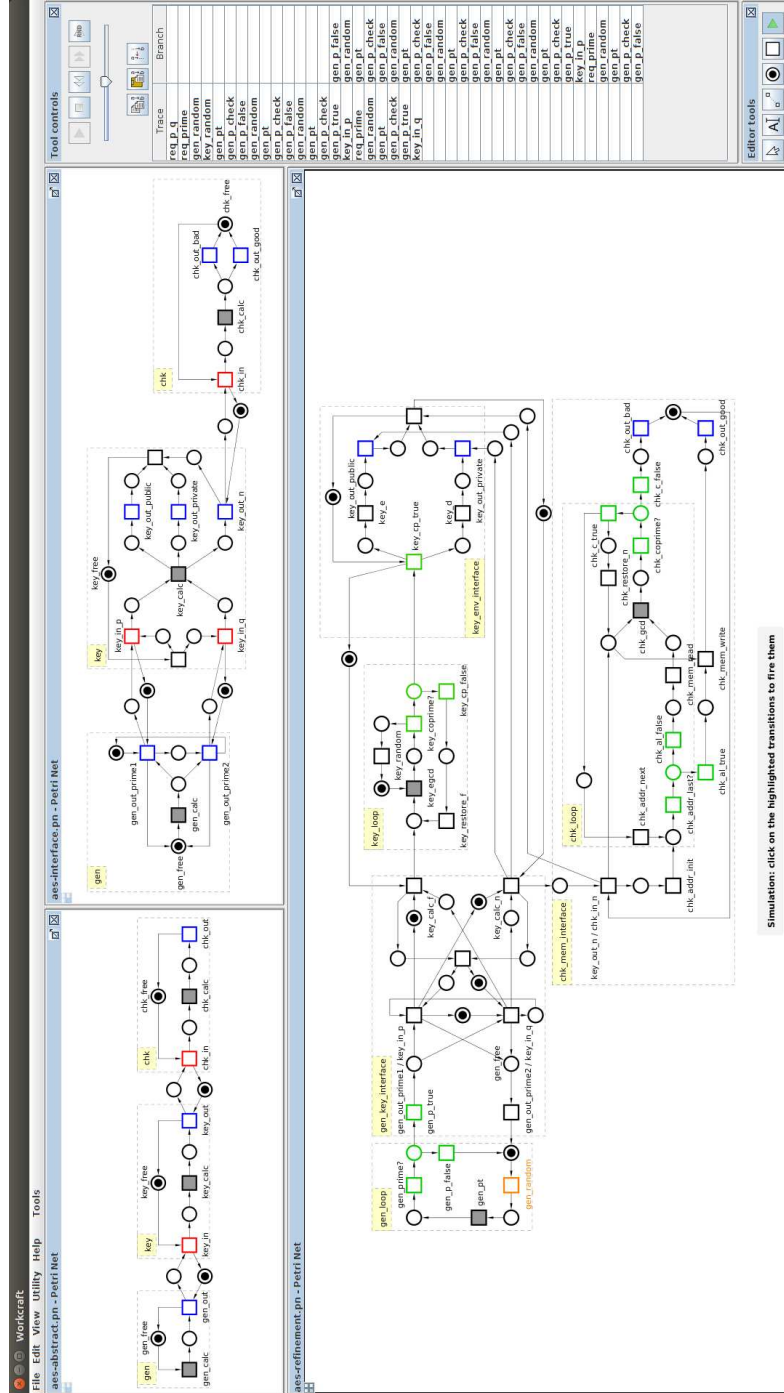 Workcraft
File Edit View Utility Help Tools
aes-abstract.pn - Petri Net
gen
gen_free
gen_calc
gen_out
key
key_free
key_in
key_calc
key_out
chk
chk_free
chk_in
chk_calc
chk_out
aes-interface.pn - Petri Net
gen
gen_free
gen_calc
gen_out_prime1
gen_out_prime2
key
key_free
key_in_p
key_in_q
key_calc
key_out_public
key_out_private
key_out_n
chk
chk_in
chk_calc
chk_out_bad
chk_out_good
chk_free
aes-refinement.pn - Petri Net
gen_loop
gen_prime?
gen_p_false
gen_pt
gen_random
gen_key_interface
gen_out_prime1 / key_in_p
gen_p_true
gen_free
gen_out_prime2 / key_in_q
key_calc_f
key_calc_n
key_loop
key_random
key_coprime?
key_egcd
key_cp_false
key_restore_f
key_out_public
key_e
key_cp_true
key_d
key_out_private
key_env_interface
chk_mem_interface
key_out_n / chk_in_n
chk_addr_init
chk_loop
chk_addr_next
chk_addr_last?
chk_al_false
chk_al_true
chk_mem_read
chk_mem_write
chk_gcd
chk_restore_n
chk_c_true
chk_coprime?
chk_c_false
chk_out_bad
chk_out_good
Simulation: click on the highlighted transitions to fire them
Tool controls
RND
Trace Branch
req_p_q
req_prime
gen_random
key_random
gen_pt
gen_p_check
gen_p_false
gen_random
gen_pt
gen_p_check
gen_p_false
gen_random
gen_pt
gen_p_check
gen_p_true gen_p_false
key_in_p gen_random
req_prime gen_pt
gen_random gen_p_check
gen_pt gen_p_false
gen_p_check gen_random
gen_p_true gen_pt
key_in_q gen_p_check
gen_p_false
gen_random
gen_pt
gen_p_check
gen_p_false
gen_random
gen_pt
gen_p_check
gen_p_true
key_in_p
req_prime
gen_random
gen_pt
gen_p_check
gen_p_false
Editor tools
AI